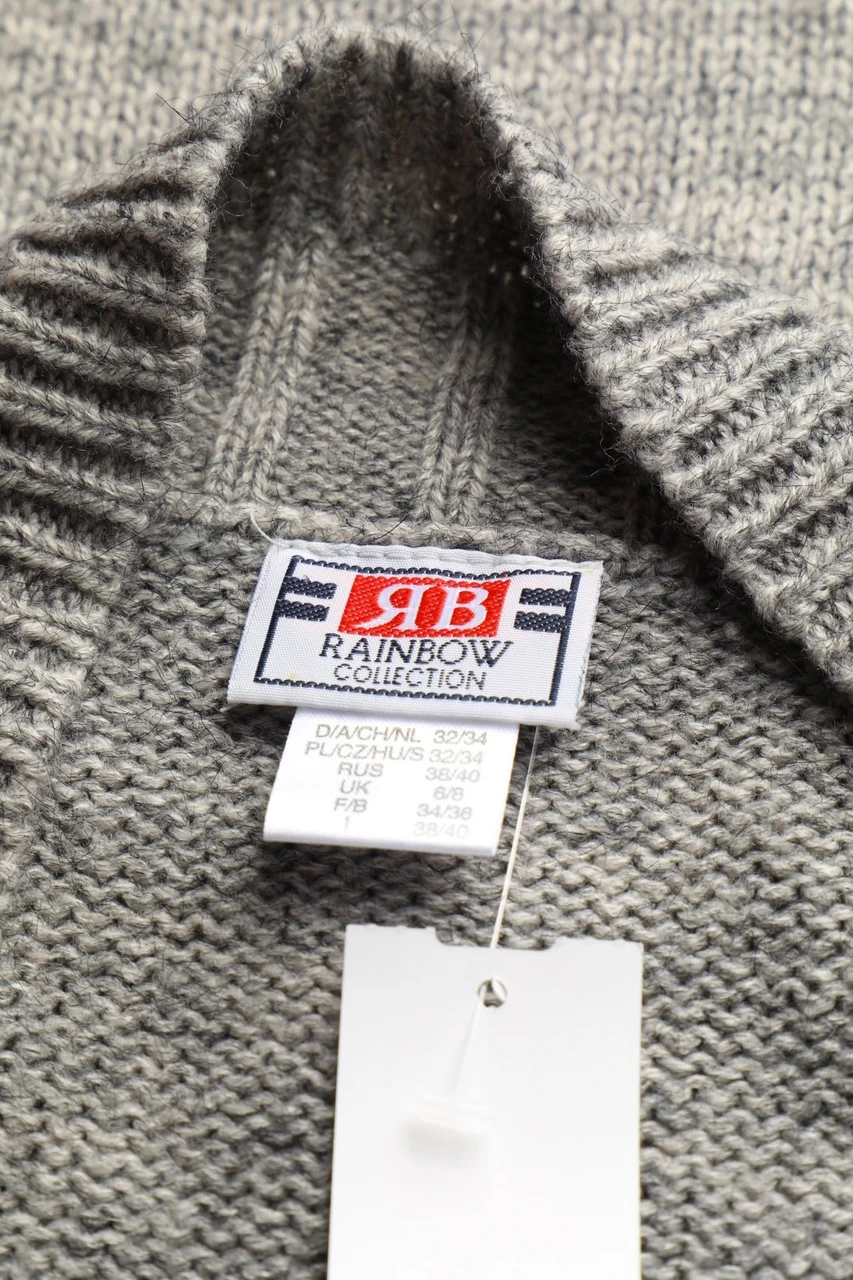 ЯB
RAINBOW
COLLECTION
D/A/CH/NL 32/34
PL/CZ/HU/S 32/34
RUS 38/40
UK 6/8
F/B 34/36
I 38/40